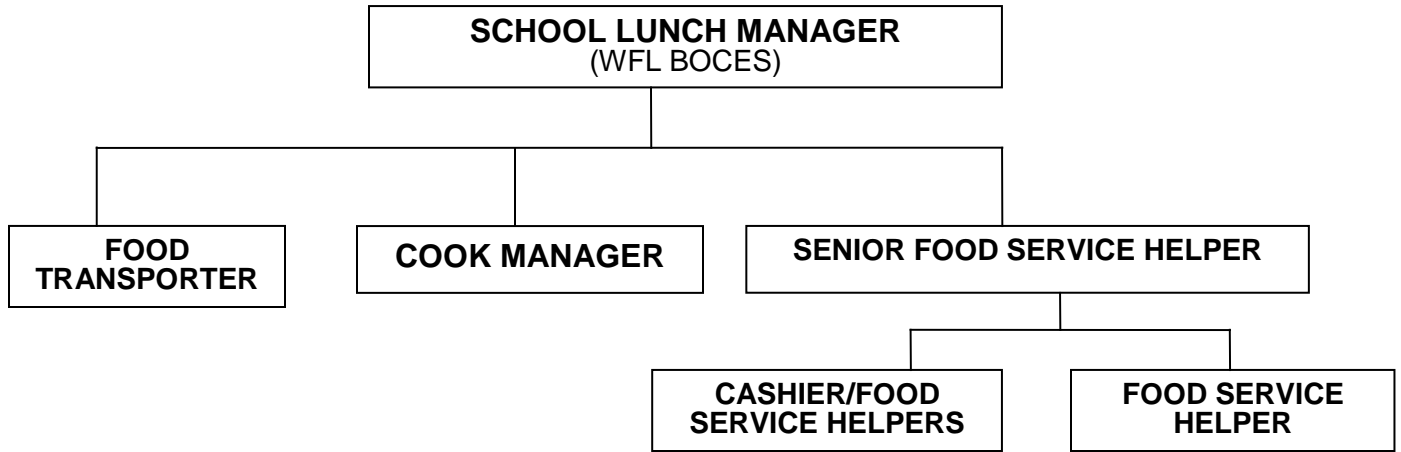 SCHOOL LUNCH MANAGER
(WFL BOCES)
FOOD
TRANSPORTER
COOK MANAGER
SENIOR FOOD SERVICE HELPER
CASHIER/FOOD
SERVICE HELPERS
FOOD SERVICE
HELPER